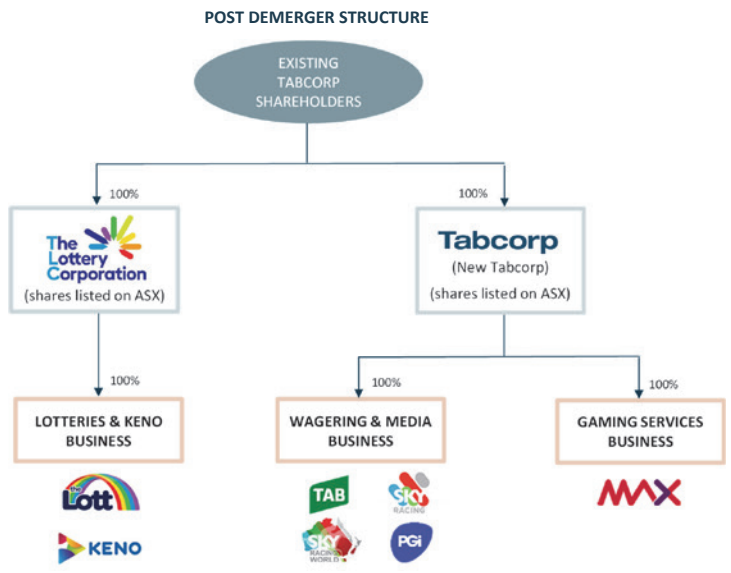 POST DEMERGER STRUCTURE
EXISTING
TABCORP
SHAREHOLDERS
100%
100%
The
Lottery
Corporation
(shares listed on ASX)
Tabcorp
(New Tabcorp)
(shares listed on ASX)
100%
100%
100%
LOTTERIES & KENO
BUSINESS
WAGERING & MEDIA
BUSINESS
GAMING SERVICES
BUSINESS
the
Lott
KENO
TAB
SKY
RACING
SKY
RACING
WORLD
PGi
MAX